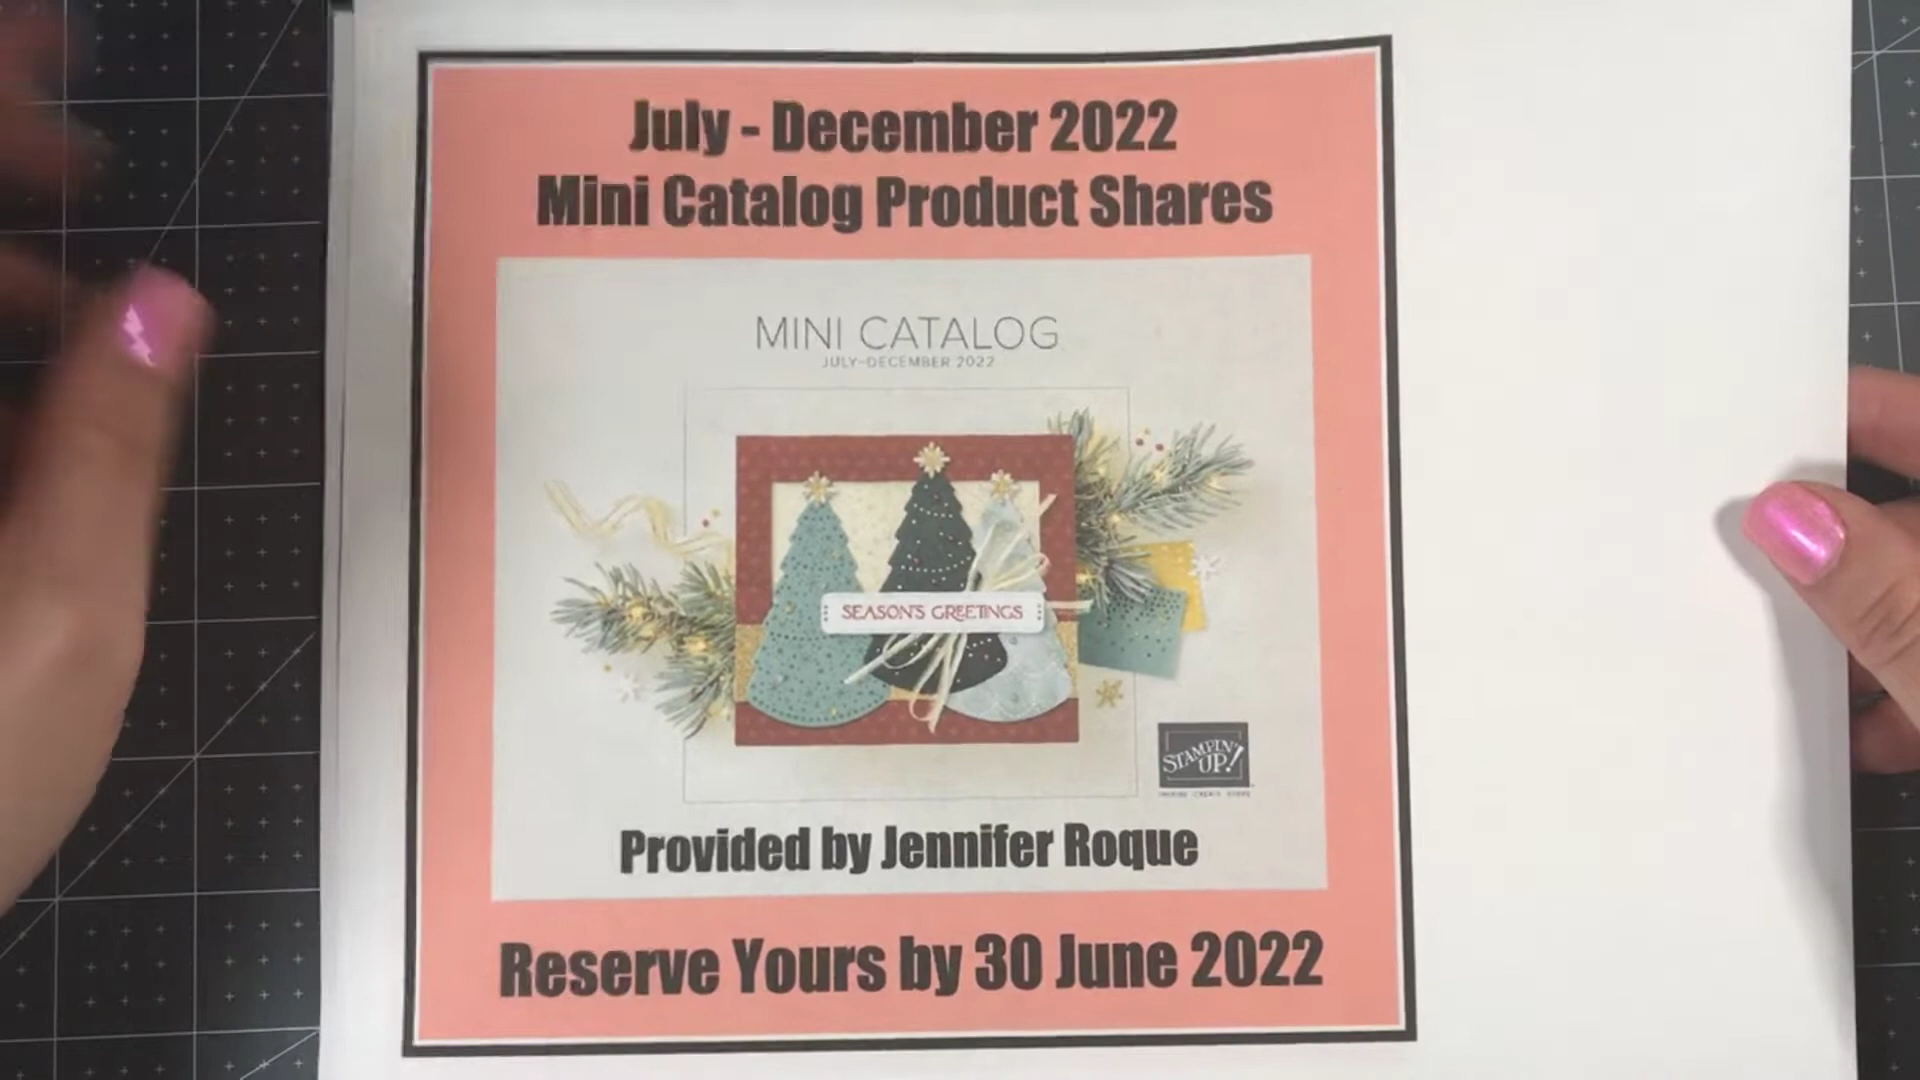 July - December 2022
Mini Catalog Product Shares
MINI CATALOG
JULY–DECEMBER 2022
SEASON'S GREETINGS
STAMPIN'
UP!
Provided by Jennifer Roque
Reserve Yours by 30 June 2022